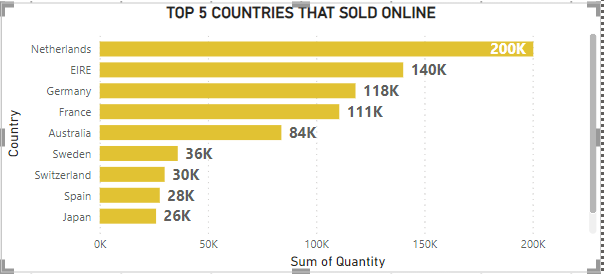 TOP 5 COUNTRIES THAT SOLD ONLINE
Country
Netherlands 200K
EIRE 140K
Germany 118K
France 111K
Australia 84K
Sweden 36K
Switzerland 30K
Spain 28K
Japan 26K
0K 50K 100K 150K 200K
Sum of Quantity